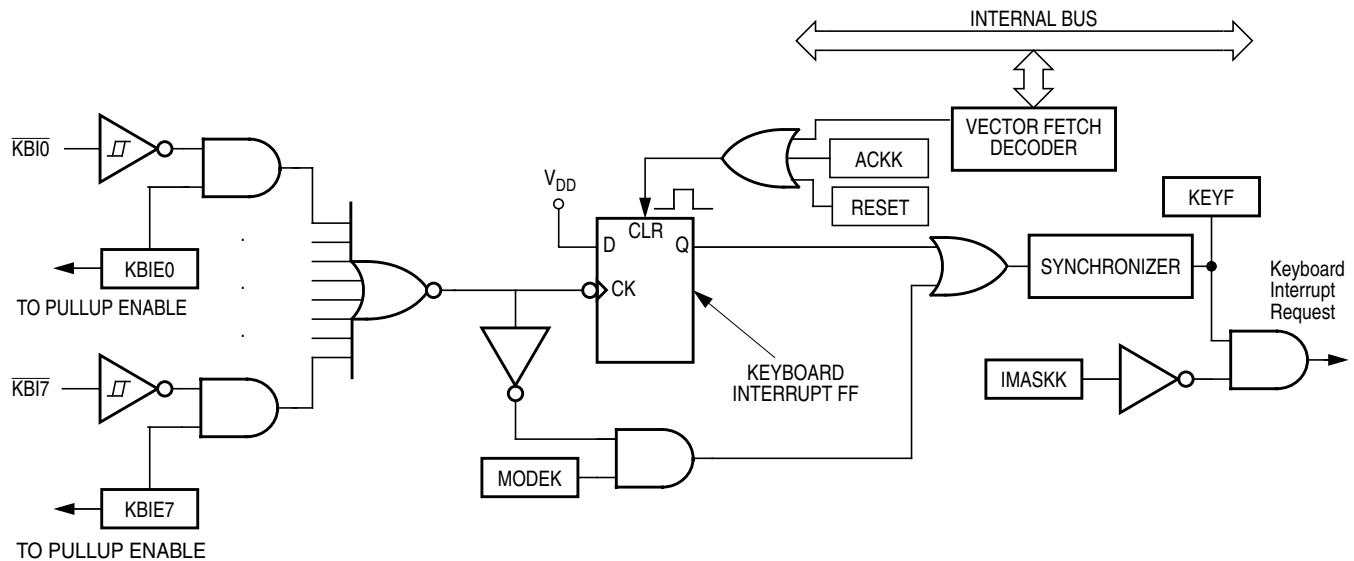 INTERNAL BUS
VECTOR FETCH
DECODER
ACKK
RESET
KBI0
KBIE0
TO PULLUP ENABLE
KBI7
KBIE7
TO PULLUP ENABLE
VDD
D
CLR
Q
CK
KEYBOARD
INTERRUPT FF
MODEK
SYNCHRONIZER
KEYF
IMASKK
Keyboard
Interrupt
Request